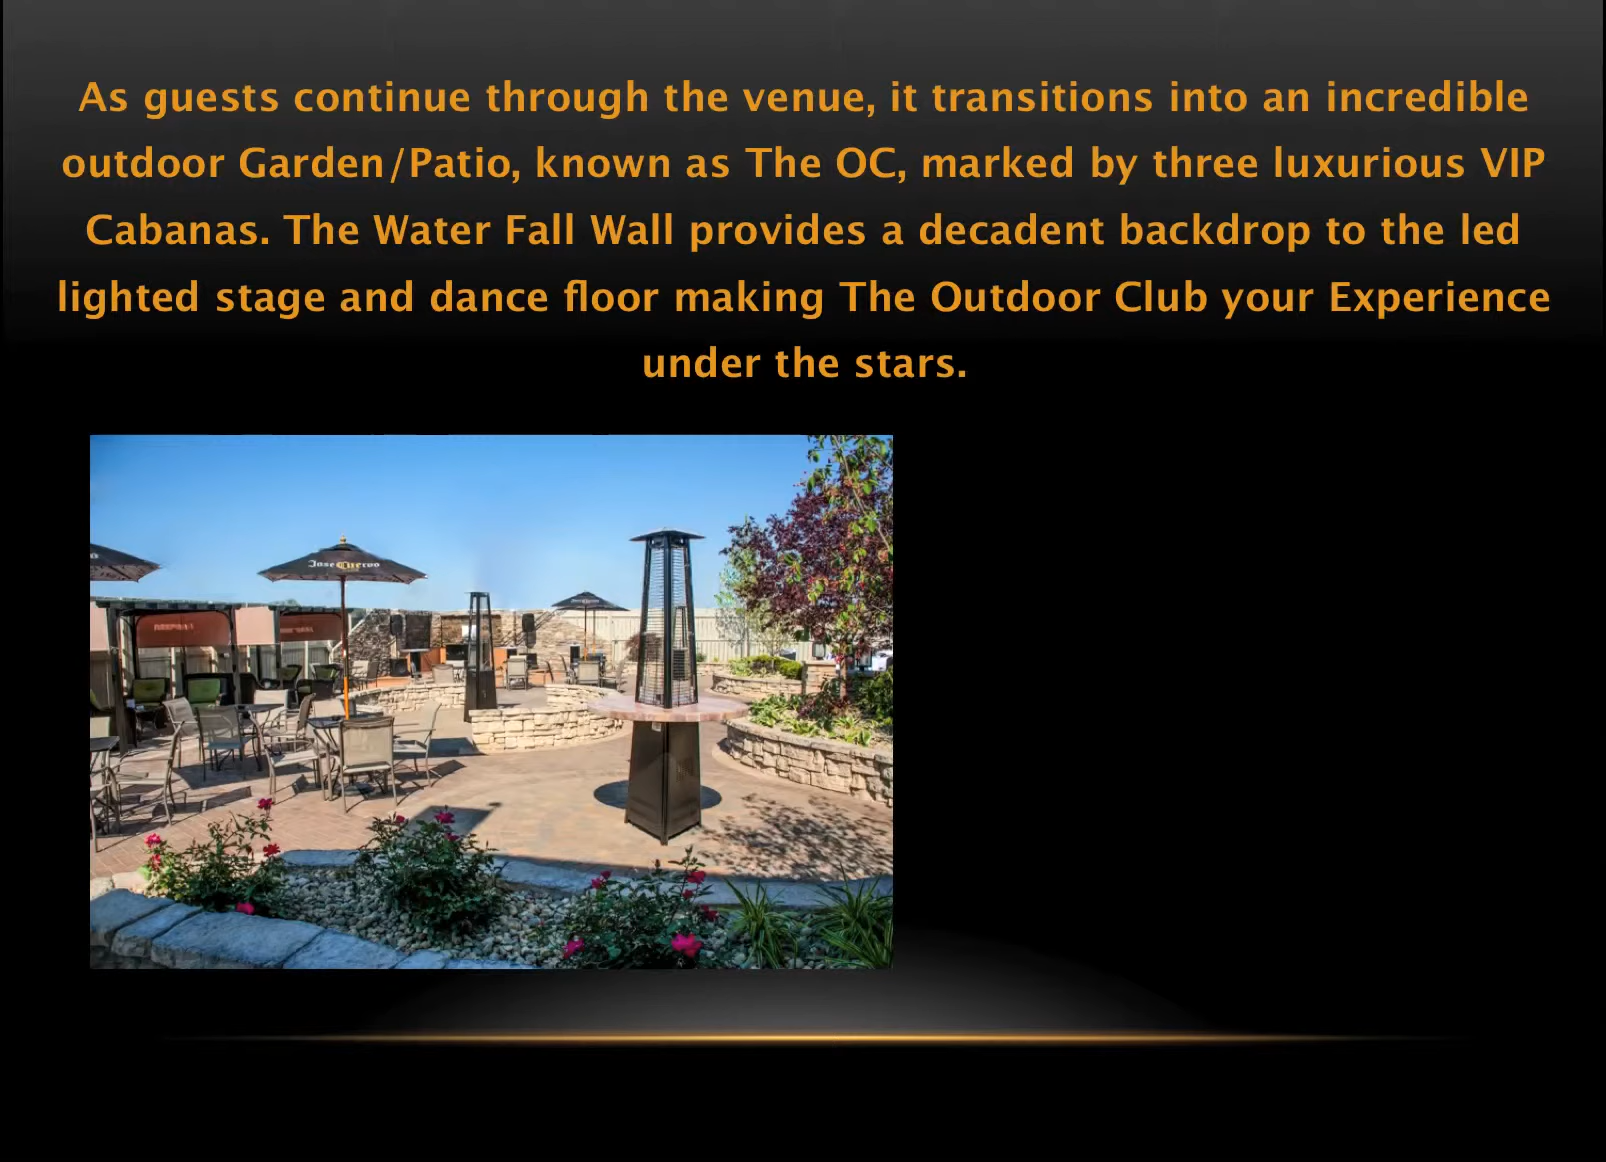 As guests continue through the venue, it transitions into an incredible
outdoor Garden/Patio, known as The OC, marked by three luxurious VIP
Cabanas. The Water Fall Wall provides a decadent backdrop to the led
lighted stage and dance floor making The Outdoor Club your Experience
under the stars.
Jose Cuervo